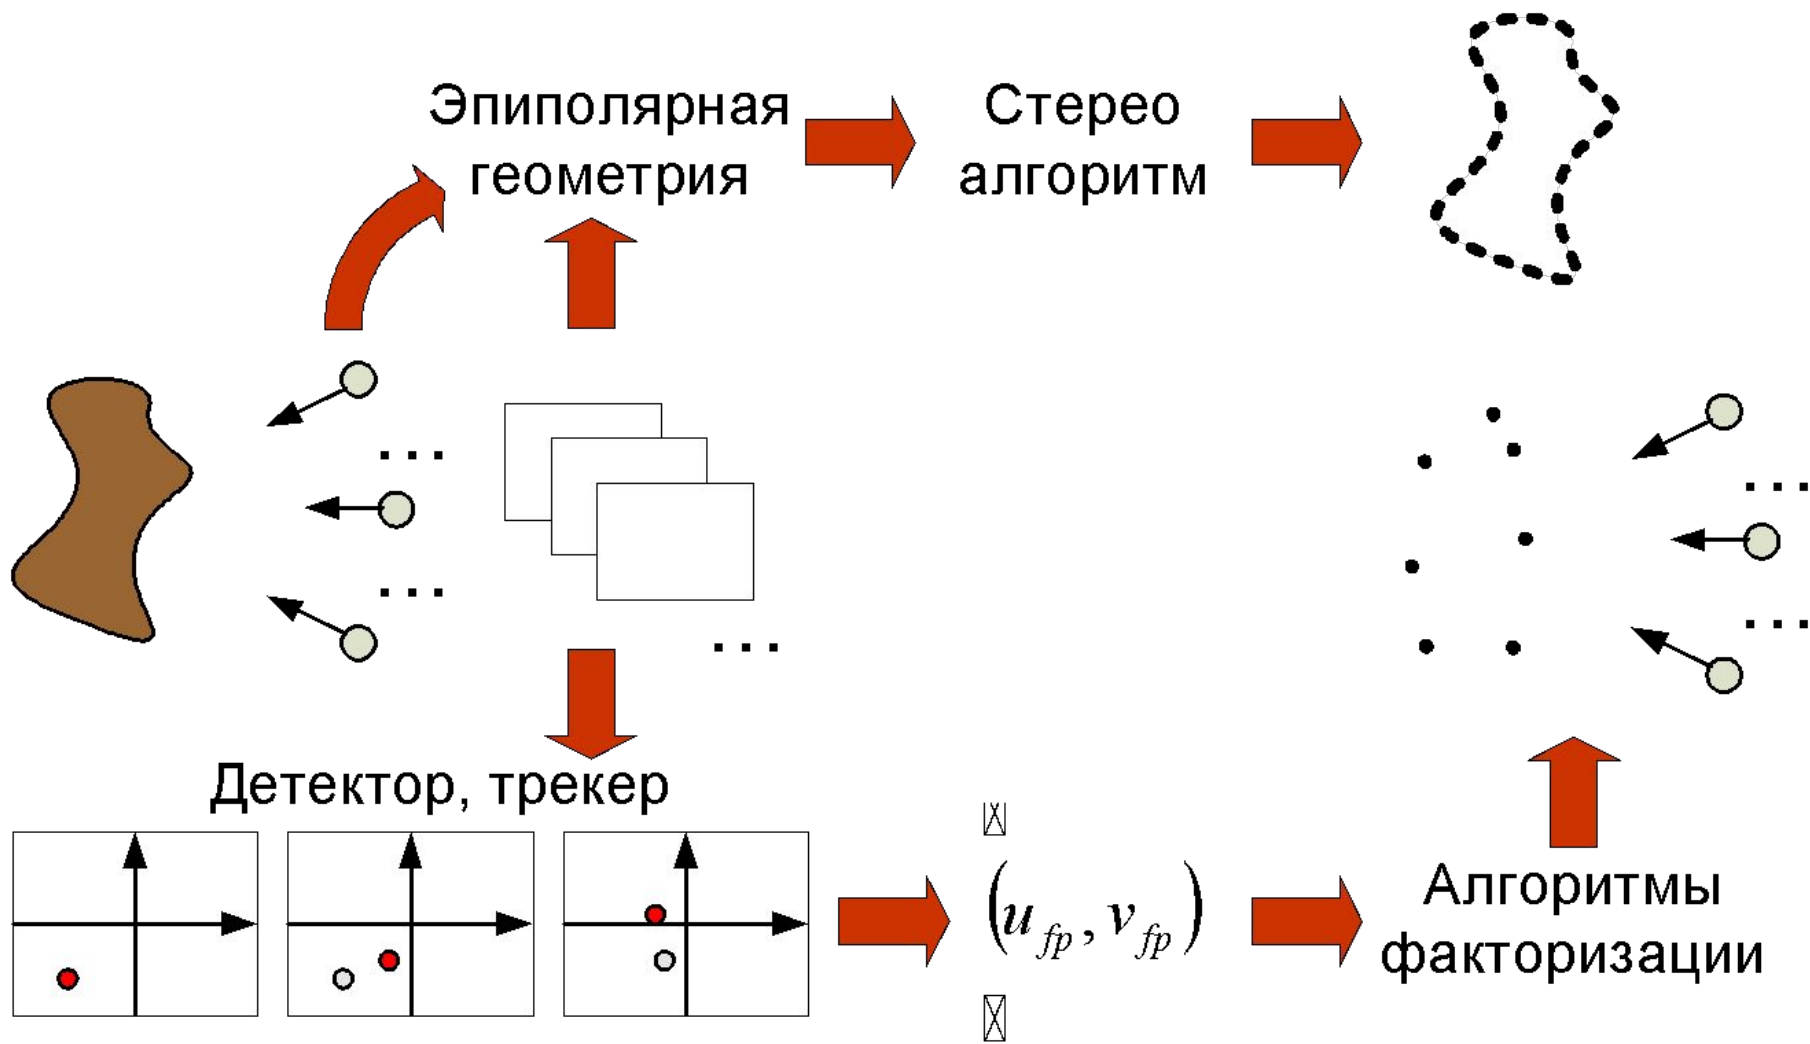 Эпиполярная
геометрия
Стерео
алгоритм
...
...
...
...
...
Детектор, трекер
(u_fp, v_fp)
Алгоритмы
факторизации